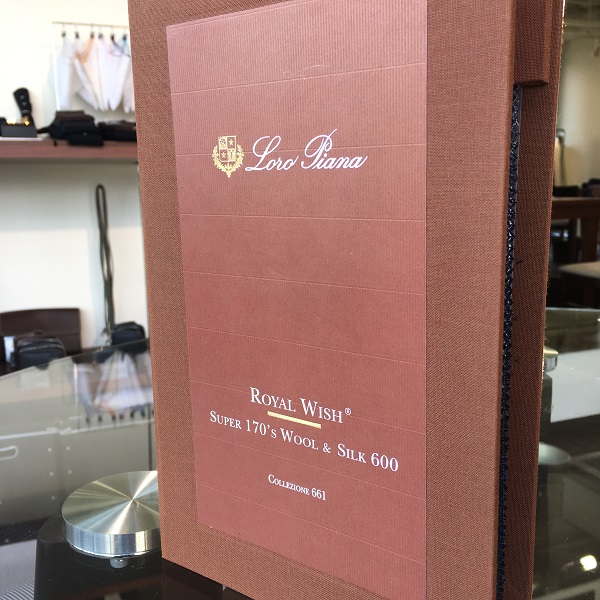 Loro Piana
ROYAL WISH®
SUPER 170'S WOOL & SILK 600
COLLEZIONE 661